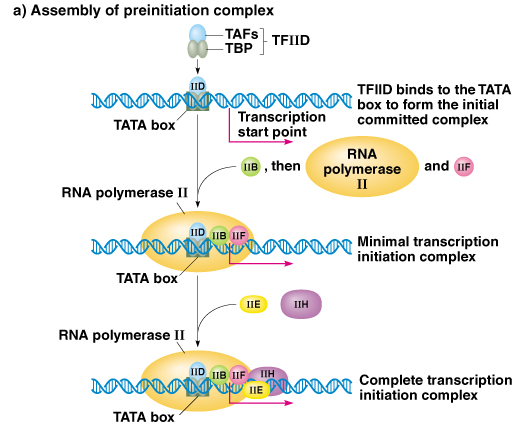 a) Assembly of preinitiation complex
TAFs
TBP
TFIID
IID
TATA box
Transcription
start point
TFIID binds to the TATA
box to form the initial
committed complex
IIB , then
RNA
polymerase
II
and IIF
RNA polymerase II
IID IIB IIF
TATA box
Minimal transcription
initiation complex
IIE IIH
RNA polymerase II
IID IIB IIF IIH
IIE
TATA box
Complete transcription
initiation complex